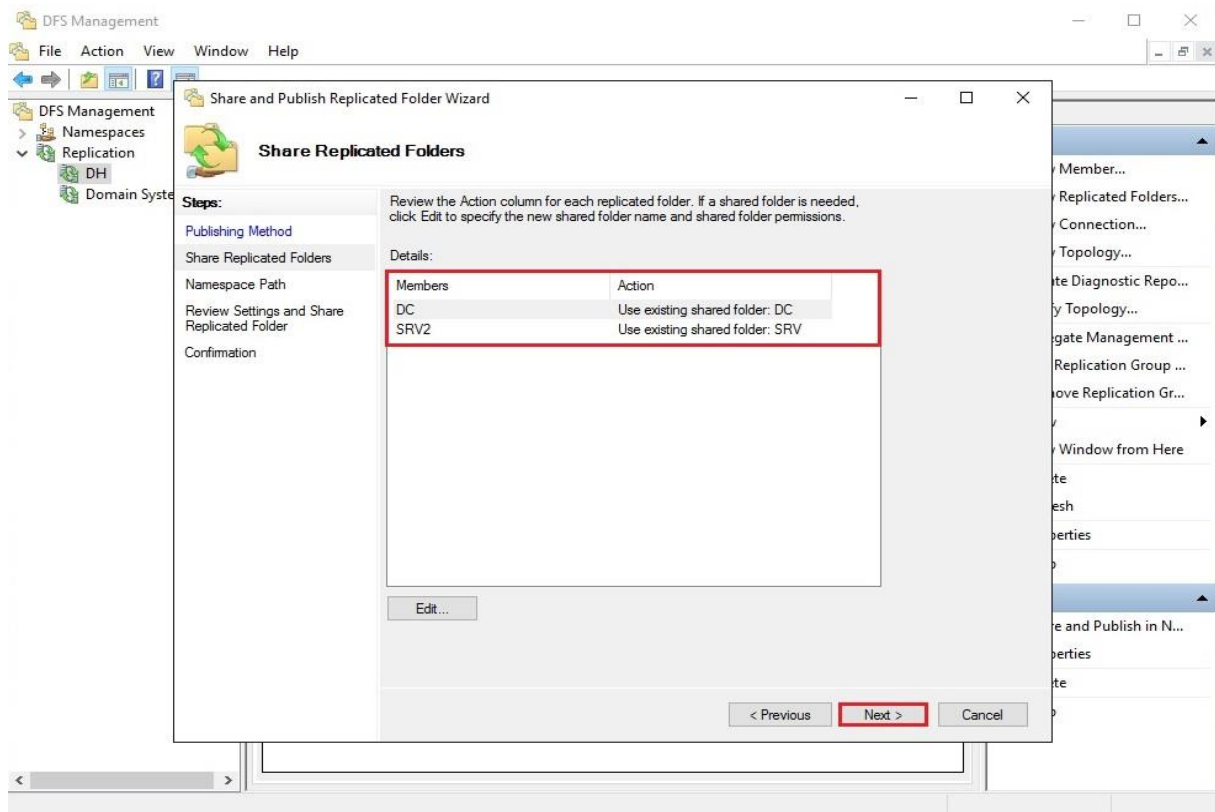 DFS Management
File Action View Window Help
DFS Management
Namespaces
Replication
DH
Domain Syste
Share and Publish Replicated Folder Wizard
Share Replicated Folders
Steps:
Publishing Method
Share Replicated Folders
Namespace Path
Review Settings and Share
Replicated Folder
Confirmation
Review the Action column for each replicated folder. If a shared folder is needed,
click Edit to specify the new shared folder name and shared folder permissions.
Details:
Members Action
DC Use existing shared folder: DC
SRV2 Use existing shared folder: SRV
Edit...
< Previous Next > Cancel
Member...
Replicated Folders...
Connection...
Topology...
te Diagnostic Repo...
y Topology...
egate Management ...
Replication Group ...
ove Replication Gr...
Window from Here
te
esh
perties
re and Publish in N...
perties
te